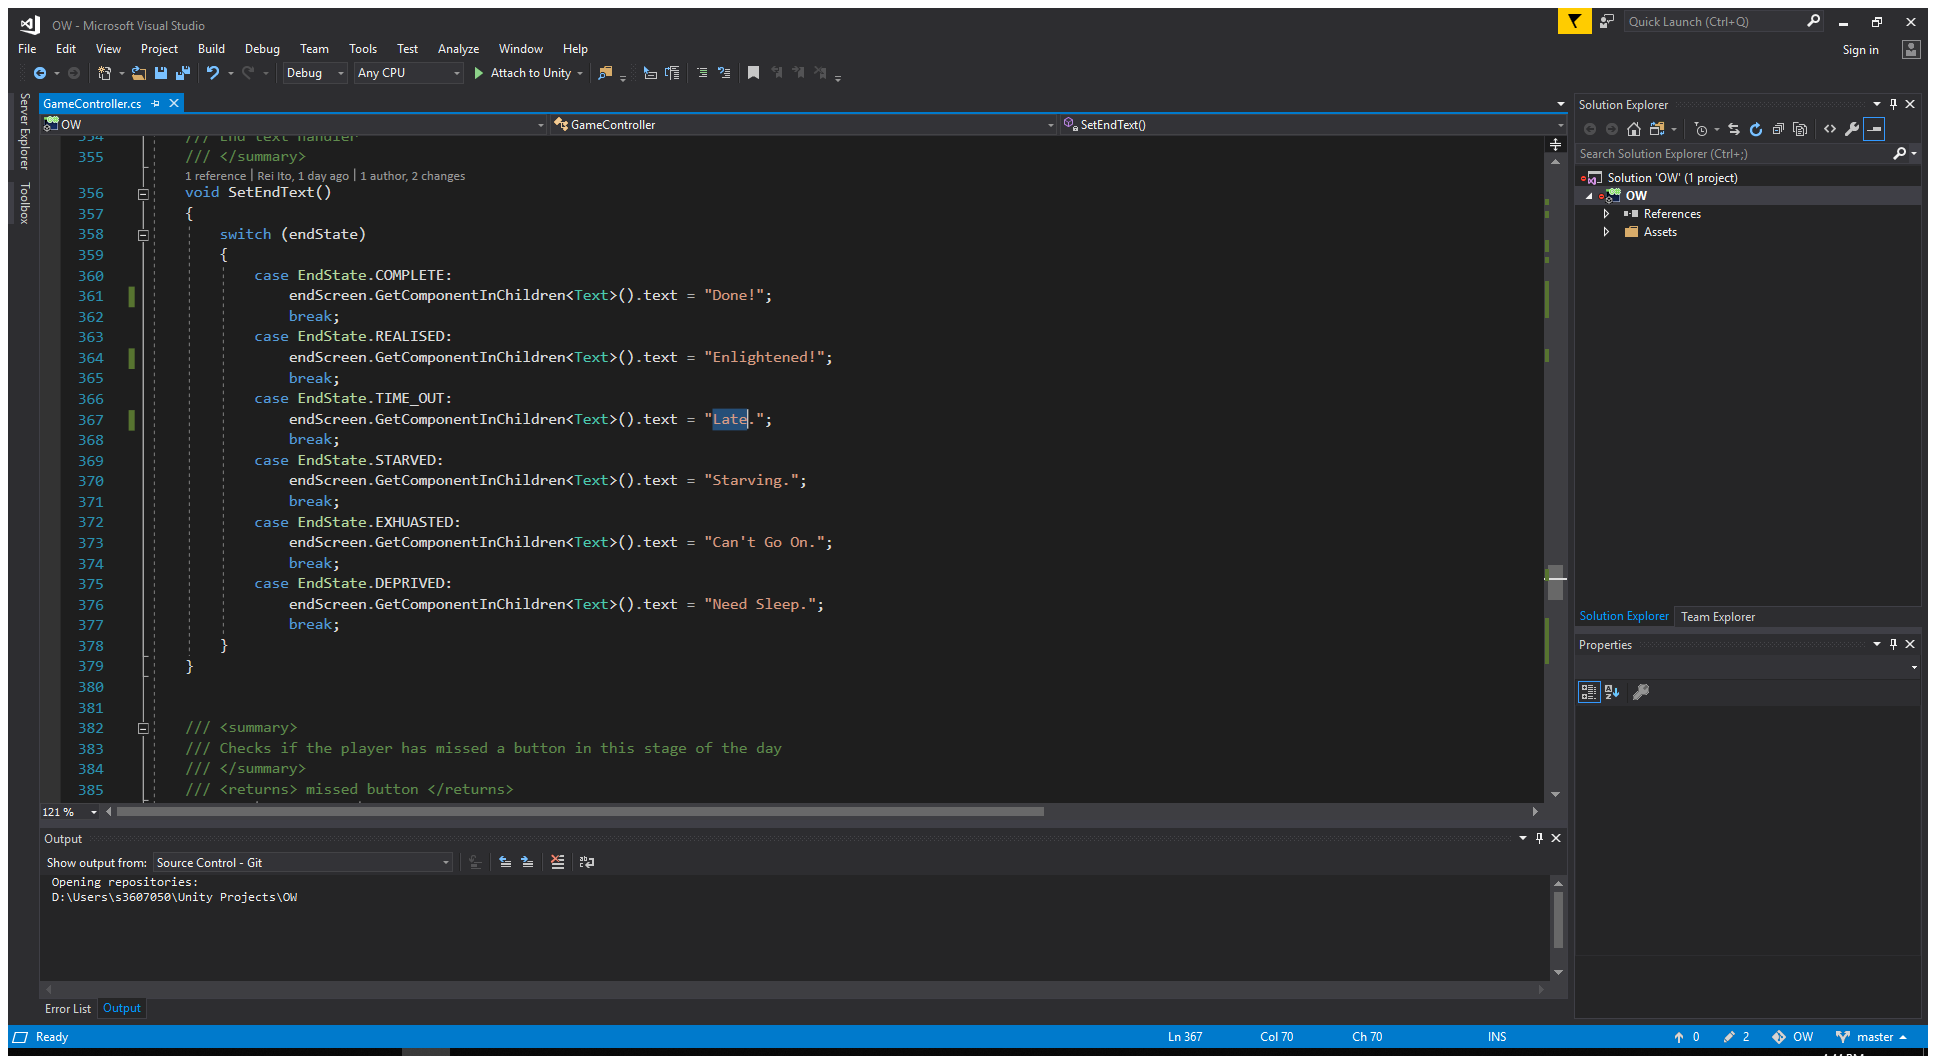 OW - Microsoft Visual Studio
Quick Launch (Ctrl+Q)
File Edit View Project Build Debug Team Tools Test Analyze Window Help
Sign in
Debug Any CPU Attach to Unity
Server Explorer
Toolbox
GameController.cs
OW GameController SetEndText()
354 /// End text handler
355 /// </summary>
1 reference | Rei Ito, 1 day ago | 1 author, 2 changes
356 void SetEndText()
357 {
358 switch (endState)
359 {
360 case EndState.COMPLETE:
361 endScreen.GetComponentInChildren<Text>().text = "Done!";
362 break;
363 case EndState.REALISED:
364 endScreen.GetComponentInChildren<Text>().text = "Enlightened!";
365 break;
366 case EndState.TIME_OUT:
367 endScreen.GetComponentInChildren<Text>().text = "Late.";
368 break;
369 case EndState.STARVED:
370 endScreen.GetComponentInChildren<Text>().text = "Starving.";
371 break;
372 case EndState.EXHUASTED:
373 endScreen.GetComponentInChildren<Text>().text = "Can't Go On.";
374 break;
375 case EndState.DEPRIVED:
376 endScreen.GetComponentInChildren<Text>().text = "Need Sleep.";
377 break;
378 }
379 }
380
381
382 /// <summary>
383 /// Checks if the player has missed a button in this stage of the day
384 /// </summary>
385 /// <returns> missed button </returns>
121 %
Output
Show output from: Source Control - Git
Opening repositories:
D:\Users\s3607050\Unity Projects\OW
Error List Output
Solution Explorer
Search Solution Explorer (Ctrl+;)
Solution 'OW' (1 project)
OW
References
Assets
Solution Explorer Team Explorer
Properties
Ready Ln 367 Col 70 Ch 70 INS 0 2 OW master